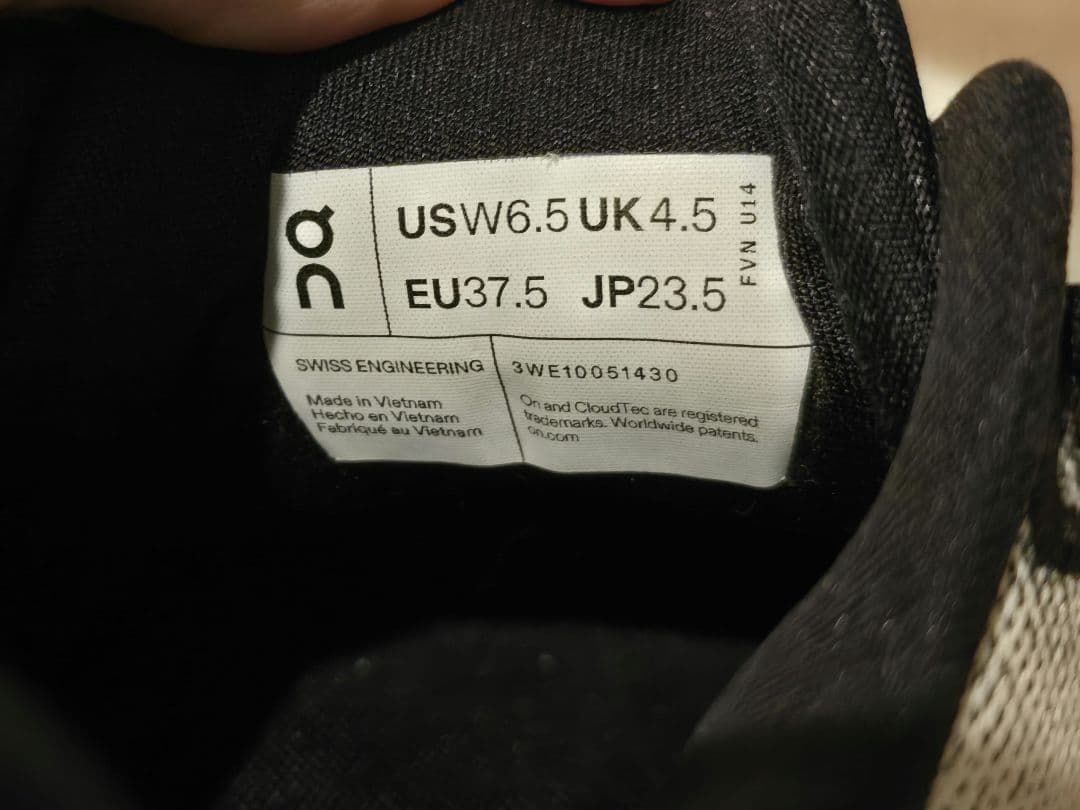 On
USW6.5 UK4.5
EU37.5 JP23.5
FVN U14
SWISS ENGINEERING
Made in Vietnam
Hecho en Vietnam
Fabriqué au Vietnam
3WE10051430
On and CloudTec are registered
trademarks. Worldwide patents.
on.com